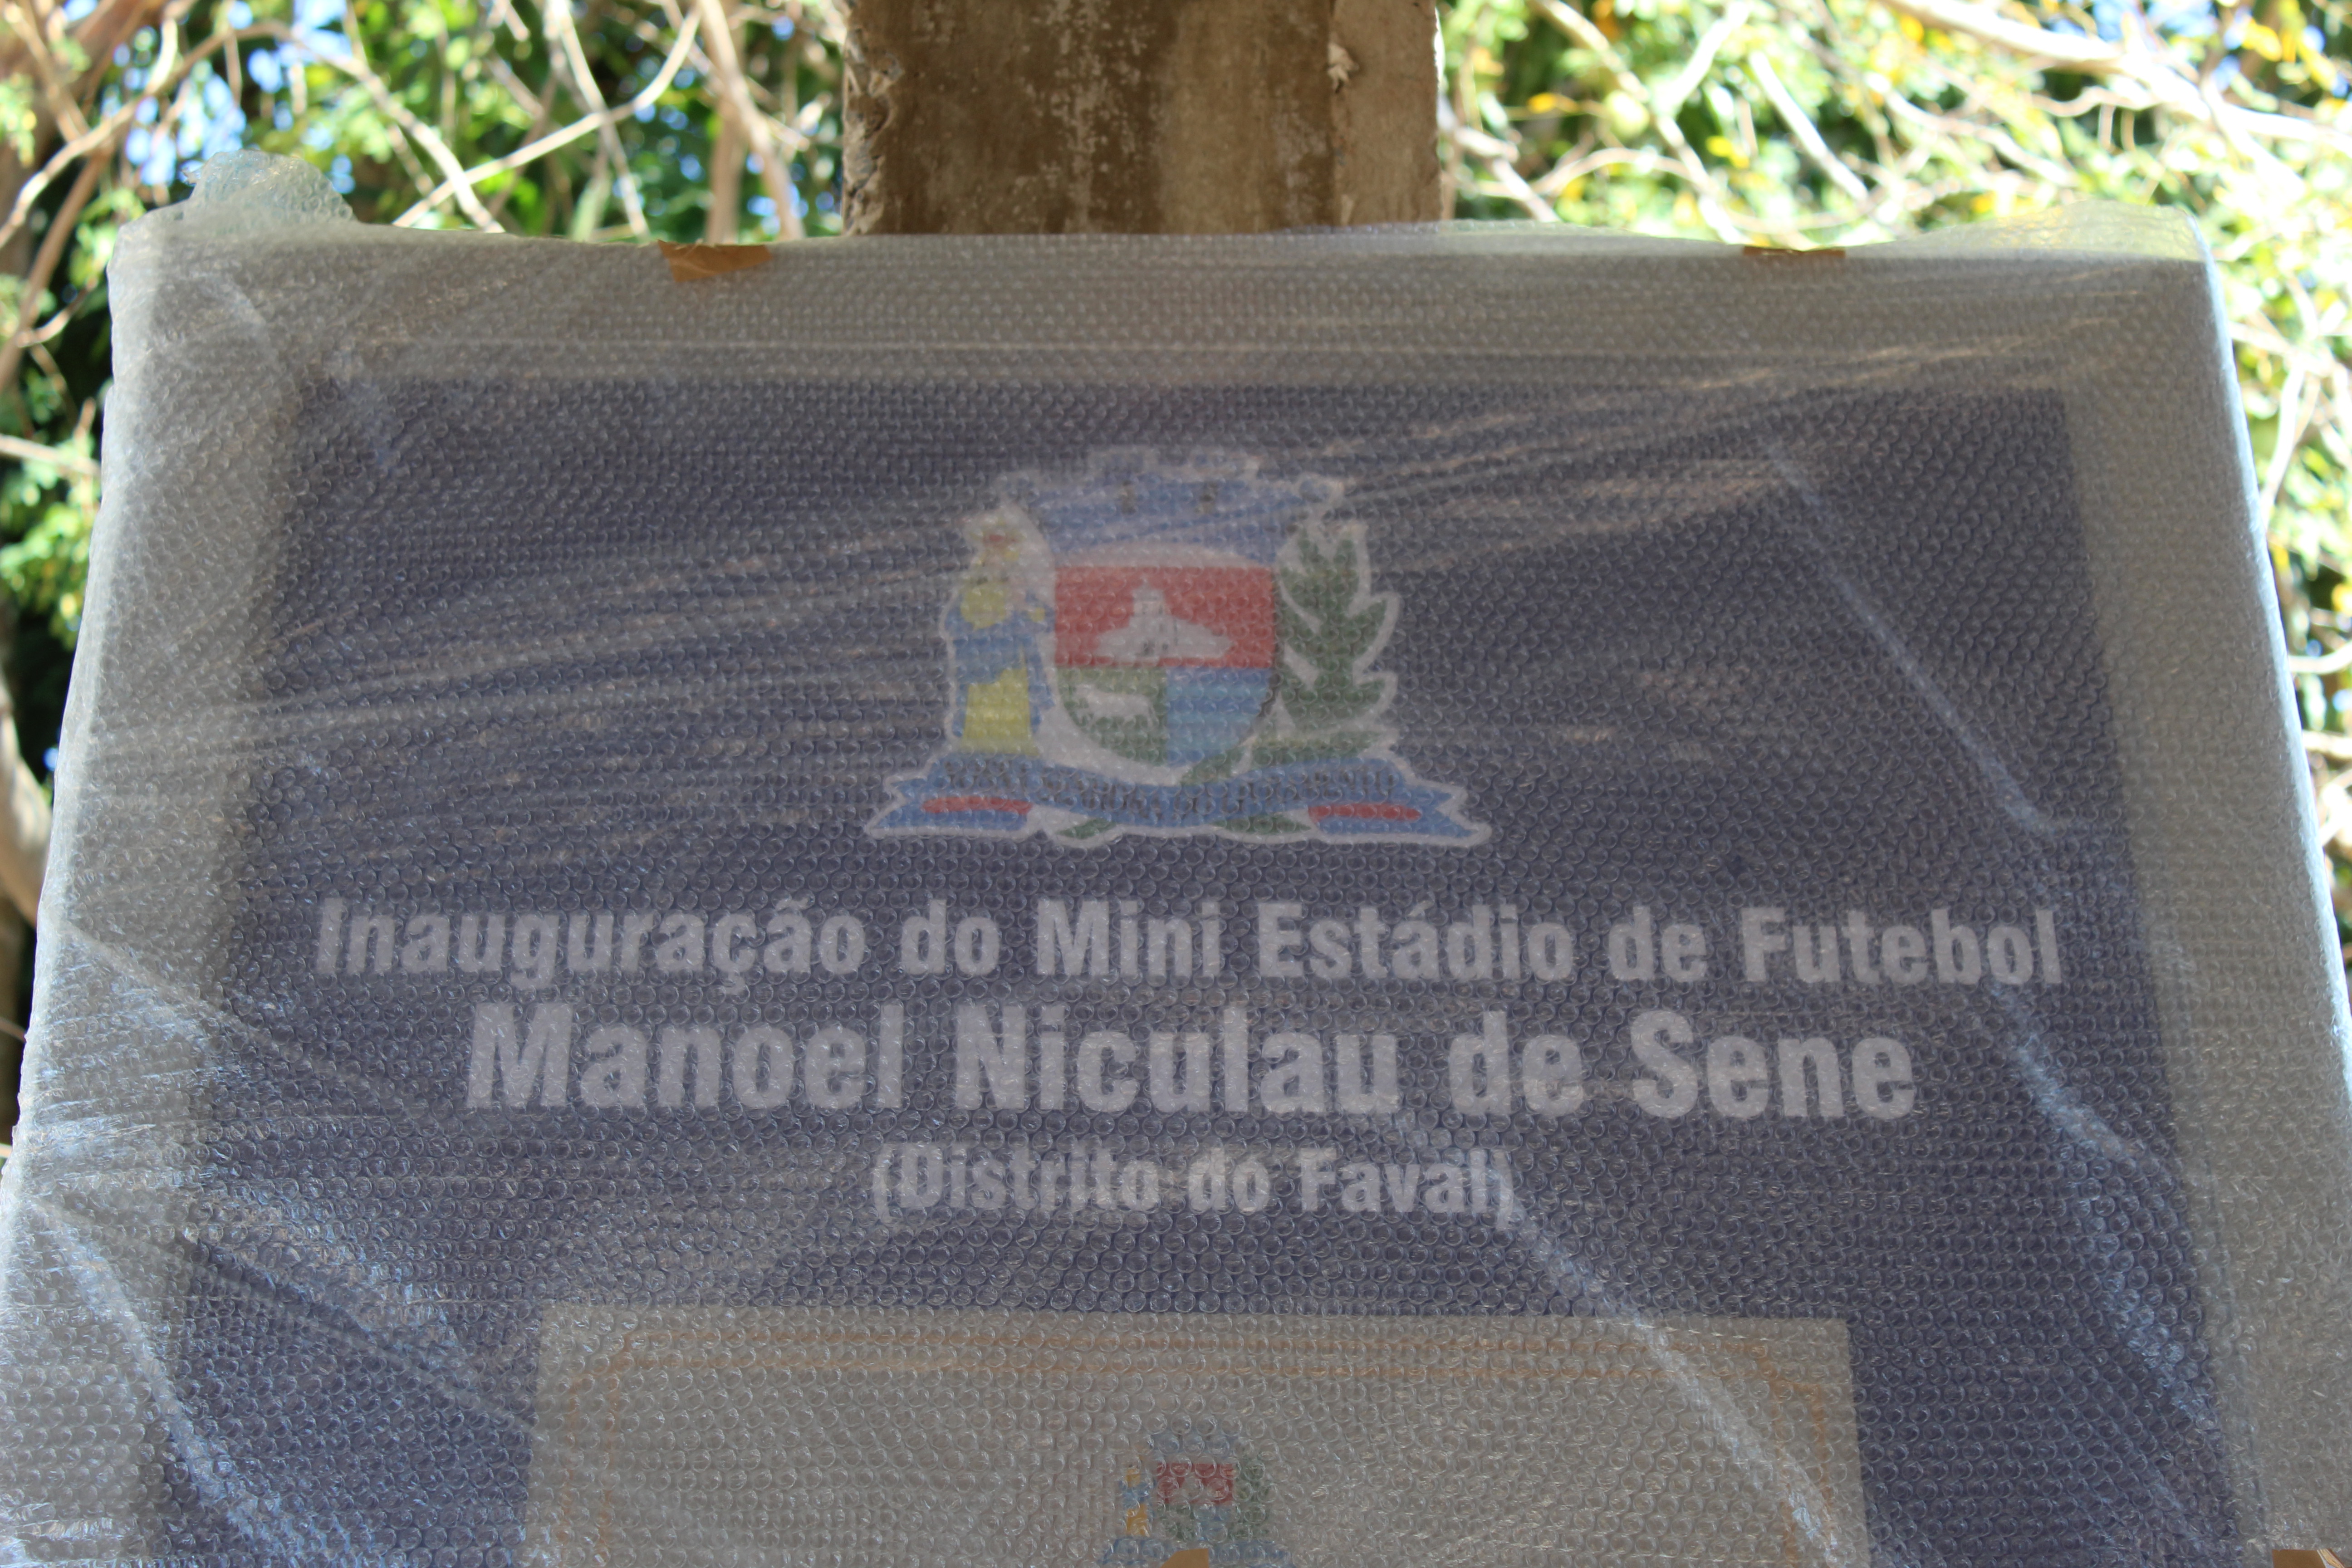 Inauguração do Mini Estádio de Futebol
Manoel Niculau de Sene
(Distrito do Faval)